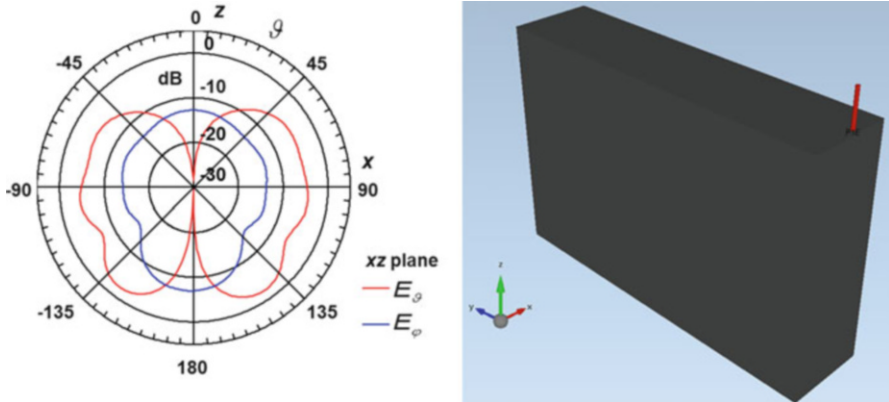 0 z ϑ
0
-45 45
dB
-10
-20
x
-30
-90 90
xz plane
E_ϑ
E_φ
-135 135
180
z
y x